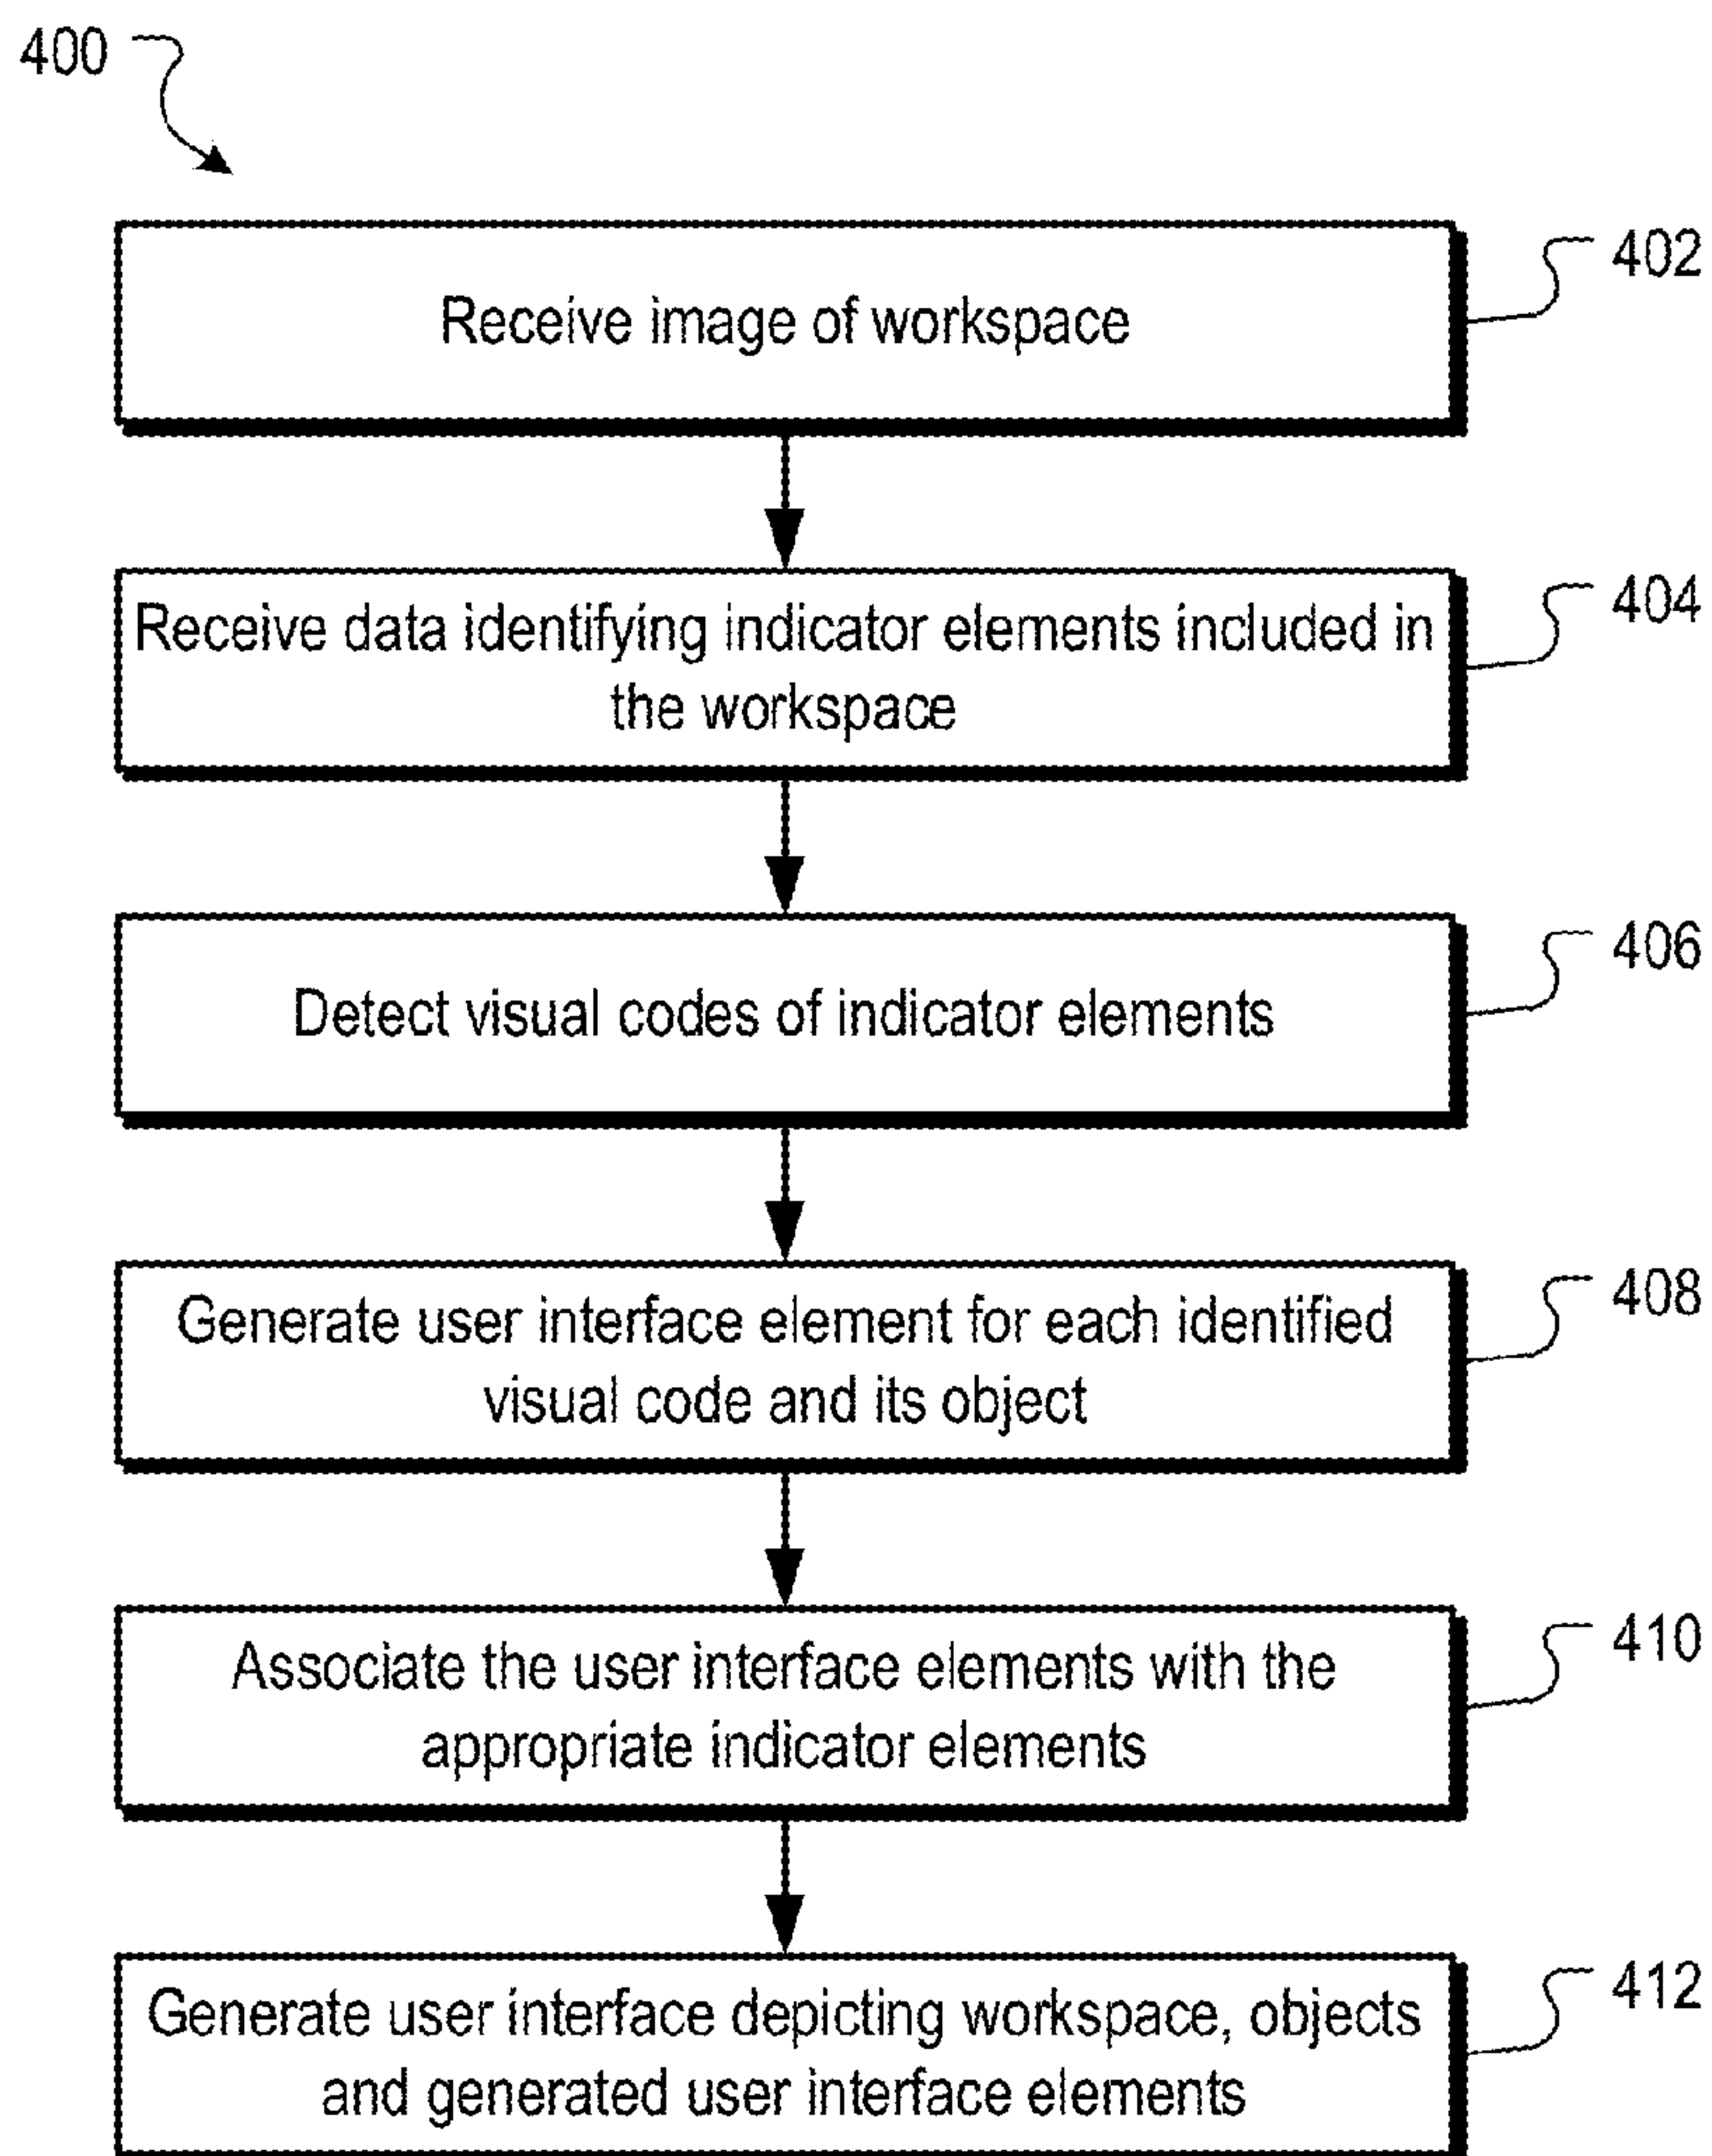 400
402
Receive image of workspace
404
Receive data identifying indicator elements included in
the workspace
406
Detect visual codes of indicator elements
408
Generate user interface element for each identified
visual code and its object
410
Associate the user interface elements with the
appropriate indicator elements
412
Generate user interface depicting workspace, objects
and generated user interface elements